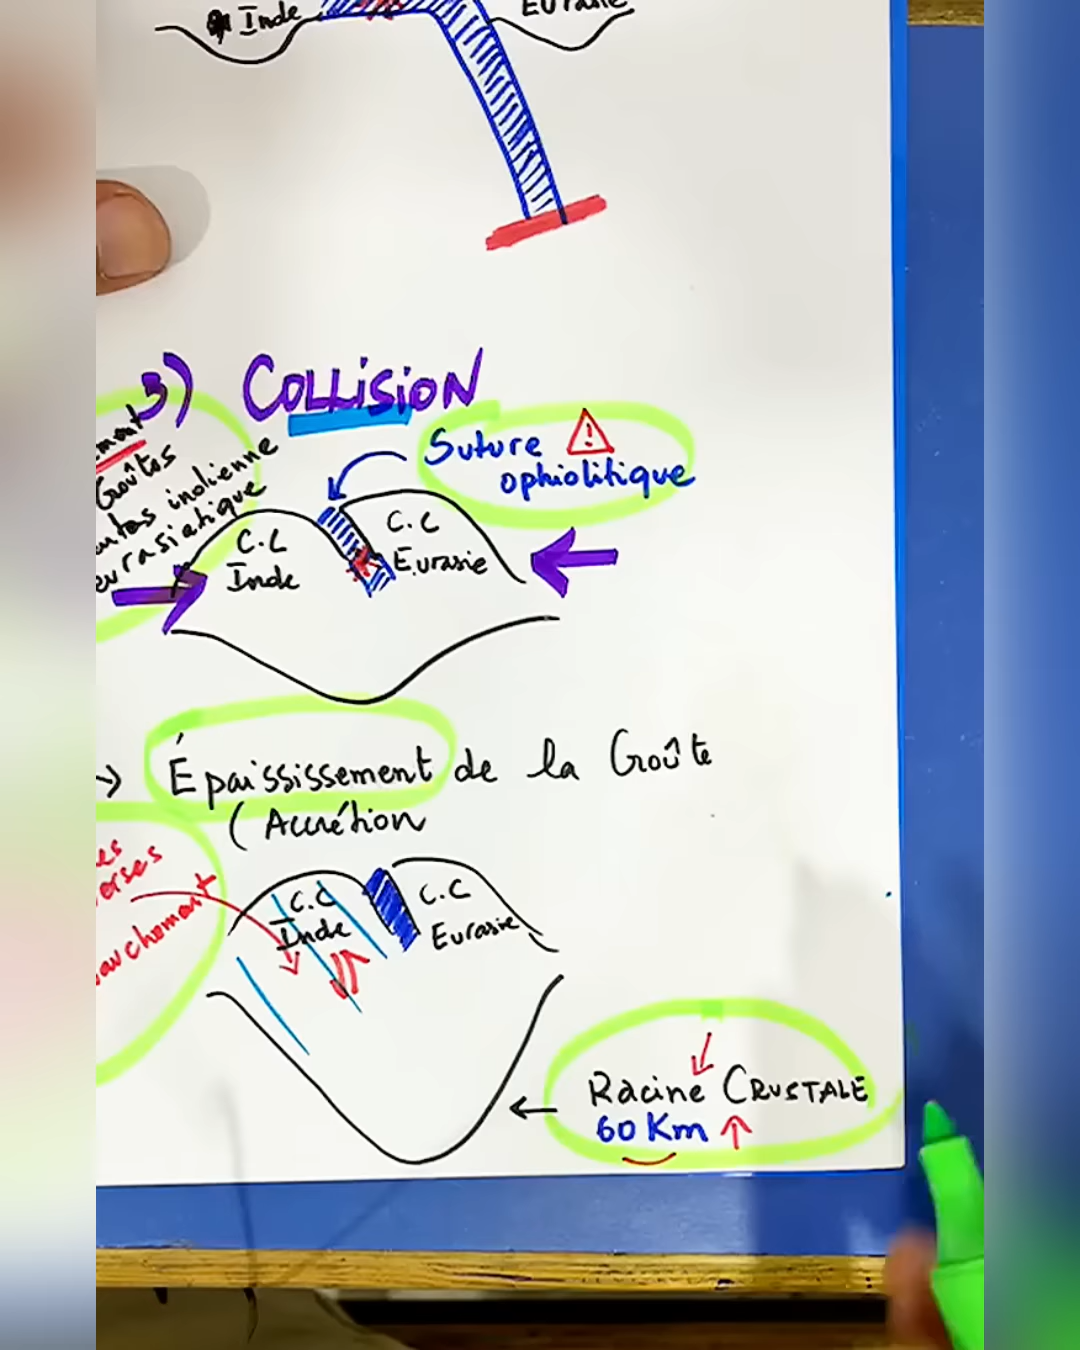 Inde
Eurasie
3) COLLISION
Suture
ophiolitique
Croûtes
indienne
eurasiatique
C.C
Inde
C.C
Eurasie
→ Épaississement de la Croûte
(Accrétion
C.C
Inde
C.C
Eurasie
Racine CRUSTALE
60 Km ↑